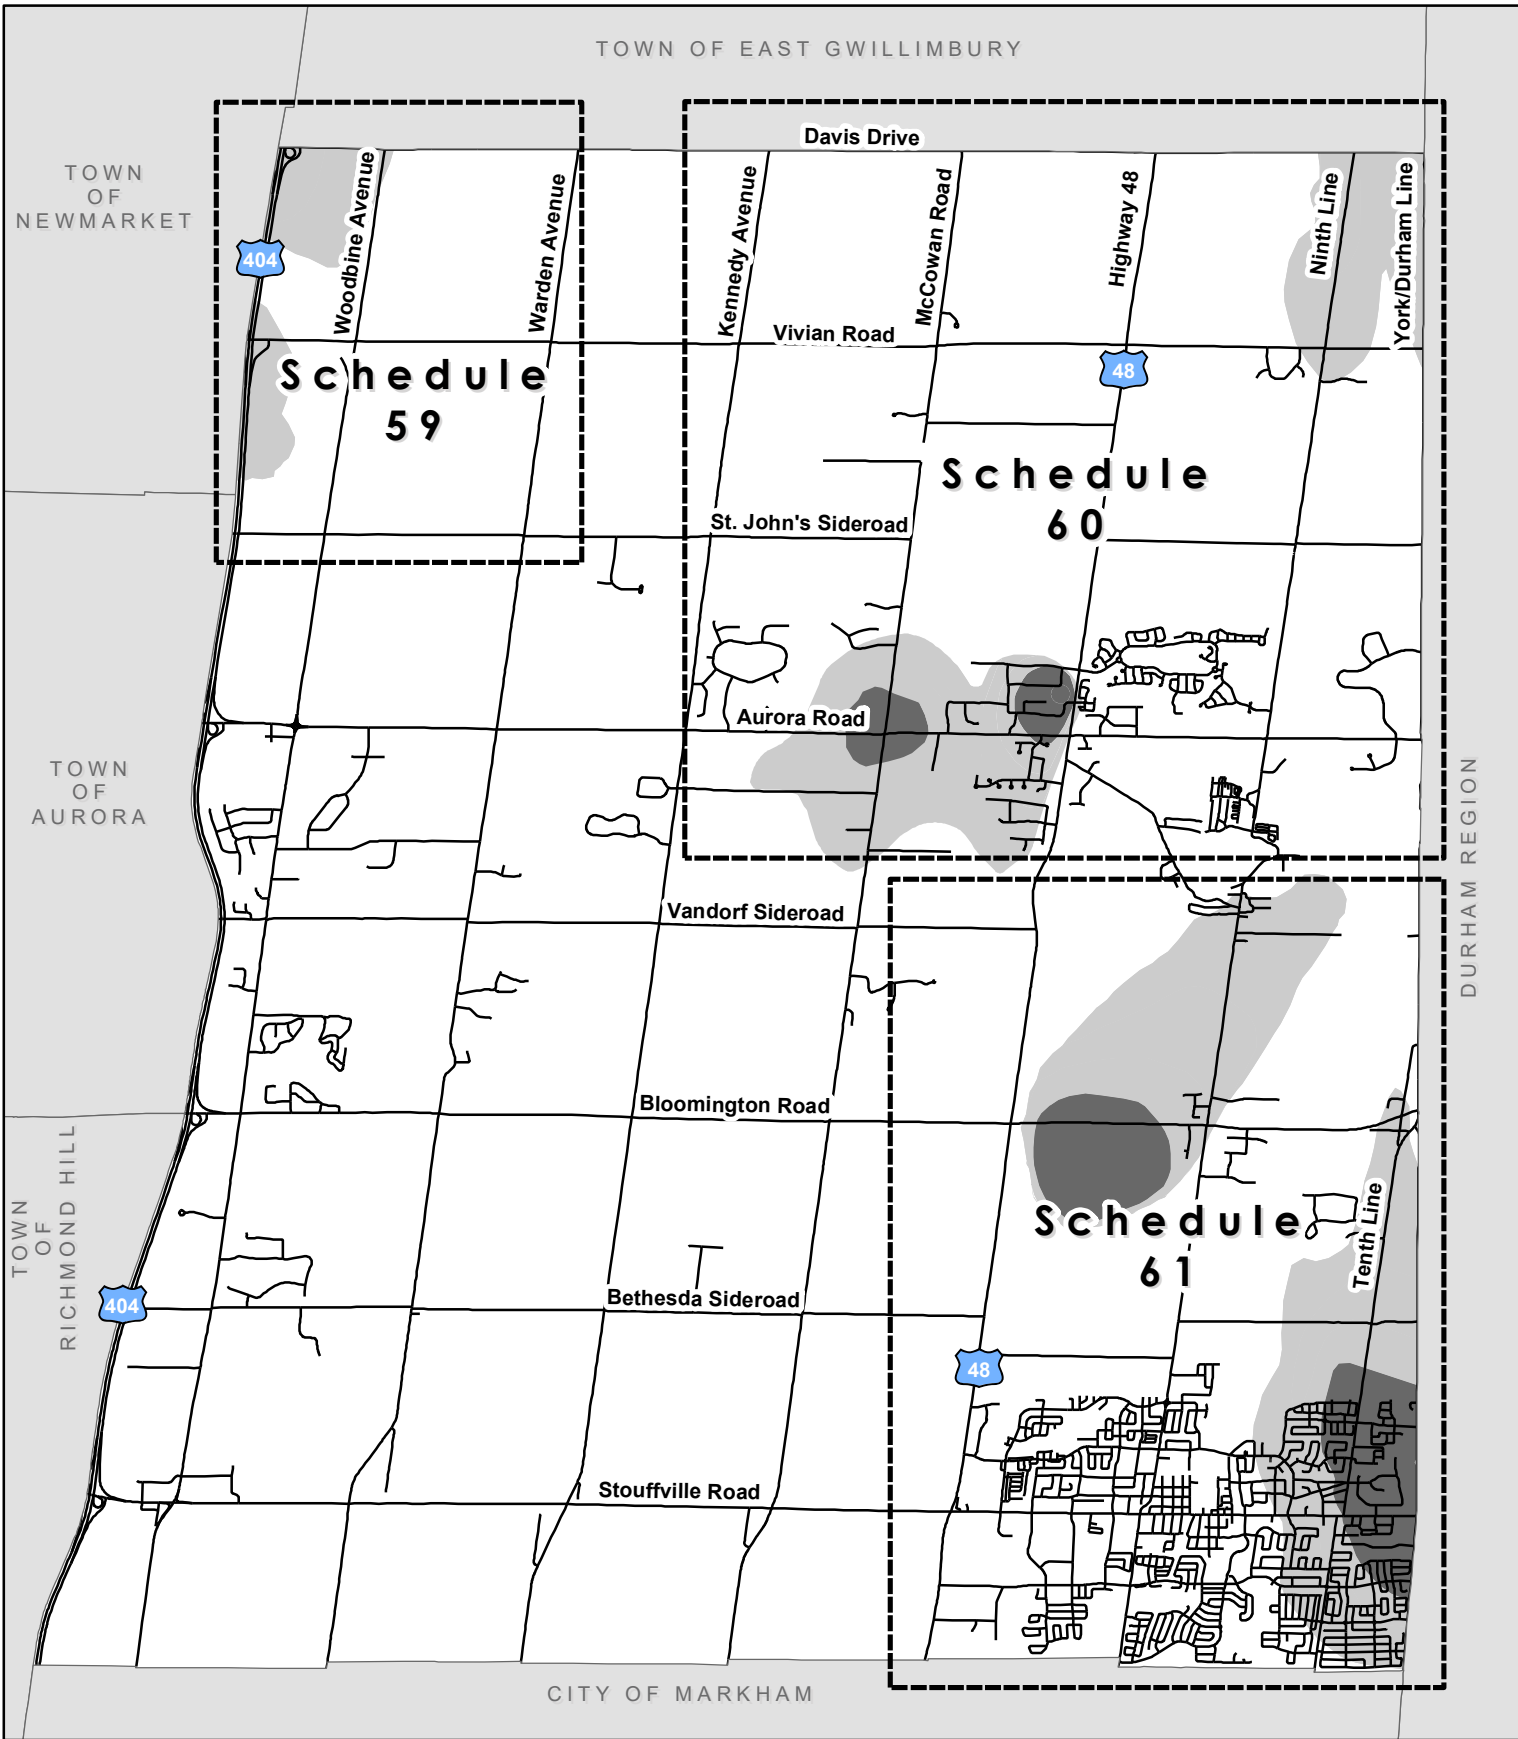 TOWN OF EAST GWILLIMBURY
Davis Drive
TOWN
OF
NEWMARKET
404
Woodbine Avenue
Warden Avenue
Kennedy Avenue
McCowan Road
Highway 48
Ninth Line
York/Durham Line
Vivian Road
48
Schedule
59
Schedule
60
St. John's Sideroad
Aurora Road
TOWN
OF
AURORA
DURHAM REGION
Vandorf Sideroad
Bloomington Road
TOWN
OF
RICHMOND HILL
Schedule
61
Tenth Line
404
Bethesda Sideroad
48
Stouffville Road
CITY OF MARKHAM